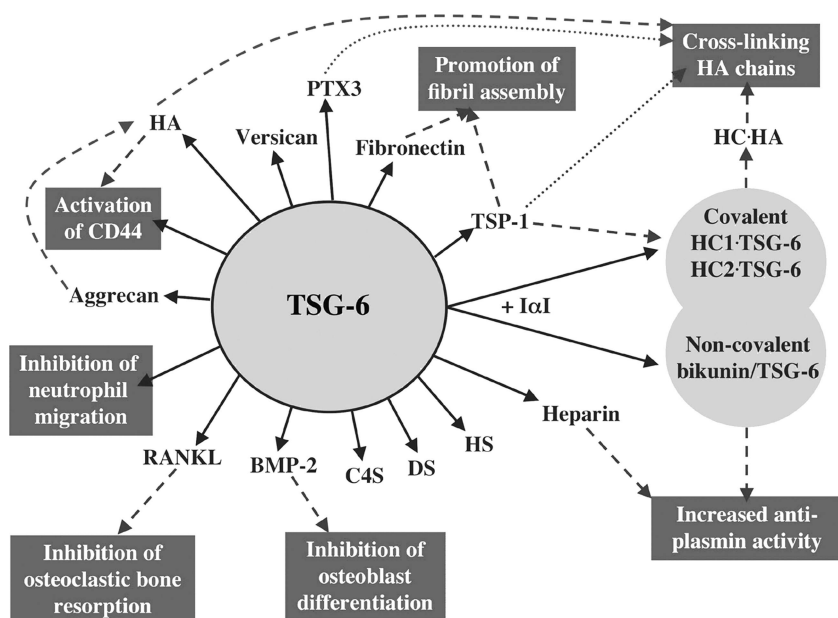 Cross-linking
HA chains
PTX3
Promotion of
fibril assembly
HA
Versican
Fibronectin
HC·HA
Activation
of CD44
TSP-1
Covalent
HC1·TSG-6
HC2·TSG-6
Aggrecan
TSG-6
+ IαI
Non-covalent
bikunin/TSG-6
Inhibition of
neutrophil
migration
Heparin
RANKL
BMP-2
C4S
DS
HS
Increased anti-
plasmin activity
Inhibition of
osteoclastic bone
resorption
Inhibition of
osteoblast
differentiation